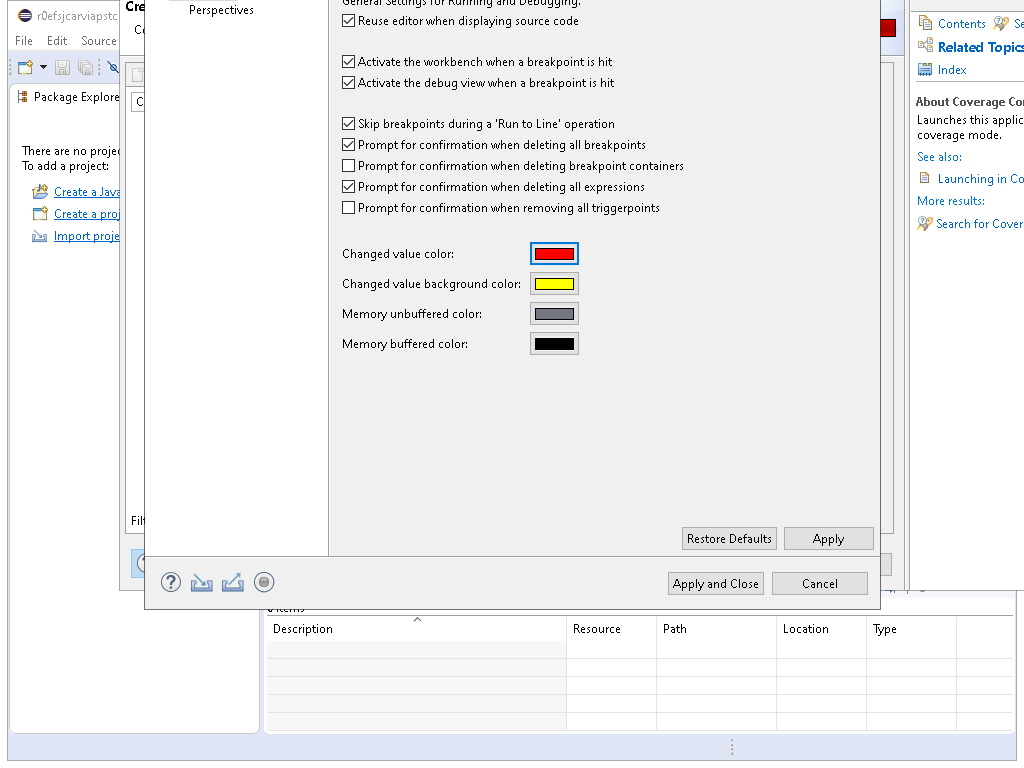 r0efsjcarviapstc
File Edit Source
Package Explore
There are no projec
To add a project:
Create a Java
Create a proj
Import proje
Cre
Perspectives
General Settings for Running and Debugging.
Reuse editor when displaying source code
Activate the workbench when a breakpoint is hit
Activate the debug view when a breakpoint is hit
Skip breakpoints during a 'Run to Line' operation
Prompt for confirmation when deleting all breakpoints
Prompt for confirmation when deleting breakpoint containers
Prompt for confirmation when deleting all expressions
Prompt for confirmation when removing all triggerpoints
Changed value color:
Changed value background color:
Memory unbuffered color:
Memory buffered color:
Filt
Restore Defaults Apply
Apply and Close Cancel
Contents Se
Related Topics
Index
About Coverage Co
Launches this applic
coverage mode.
See also:
Launching in Co
More results:
Search for Cover
Description Resource Path Location Type